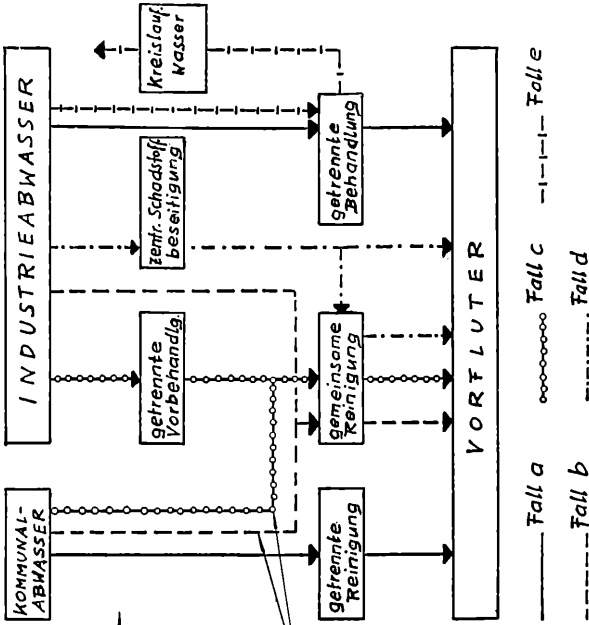 KOMMUNAL-
ABWASSER
INDUSTRIEABWASSER
Kreislauf.
Wasser
getrennte
Vorbehandlg.
zentr. Schadstoff
beseitigung
getrennte
Reinigung
gemeinsame
Reinigung
getrennte
Behandlung
VORFLUTER
Fall a
Fall c
Fall e
Fall b
Fall d